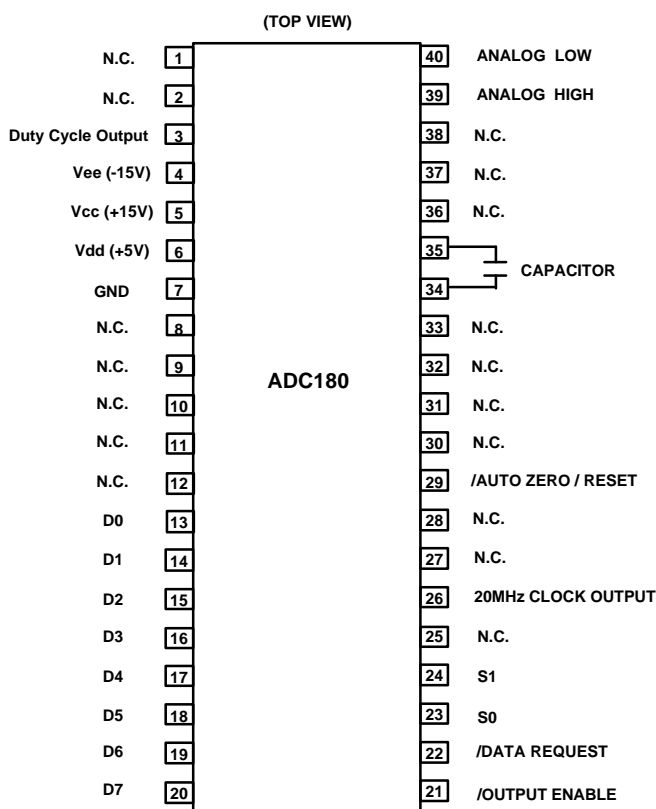 (TOP VIEW)
N.C. 1 40 ANALOG LOW
N.C. 2 39 ANALOG HIGH
Duty Cycle Output 3 38 N.C.
Vee (-15V) 4 37 N.C.
Vcc (+15V) 5 36 N.C.
Vdd (+5V) 6 35
CAPACITOR
GND 7 34
N.C. 8 33 N.C.
N.C. 9 32 N.C.
ADC180
N.C. 10 31 N.C.
N.C. 11 30 N.C.
N.C. 12 29 /AUTO ZERO / RESET
D0 13 28 N.C.
D1 14 27 N.C.
D2 15 26 20MHz CLOCK OUTPUT
D3 16 25 N.C.
D4 17 24 S1
D5 18 23 S0
D6 19 22 /DATA REQUEST
D7 20 21 /OUTPUT ENABLE